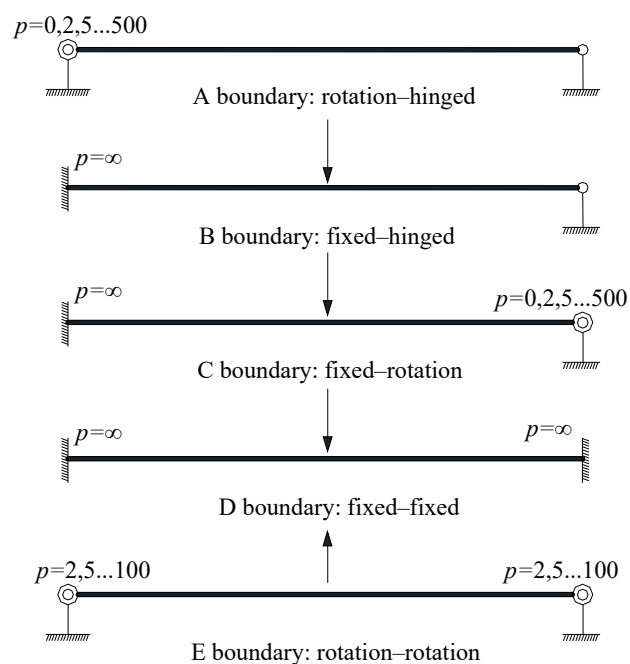 p=0,2,5...500
A boundary: rotation–hinged
p=∞
B boundary: fixed–hinged
p=∞
p=0,2,5...500
C boundary: fixed–rotation
p=∞
p=∞
D boundary: fixed–fixed
p=2,5...100
p=2,5...100
E boundary: rotation–rotation